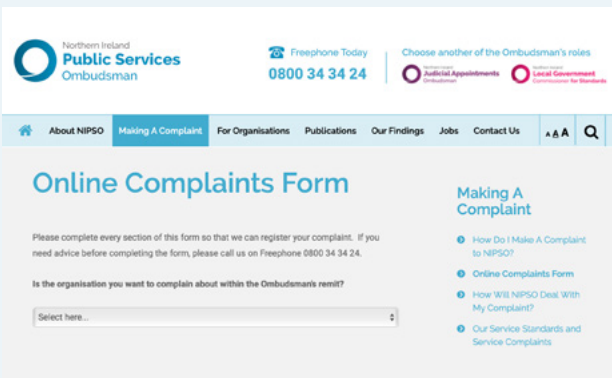 Northern Ireland
Public Services
Ombudsman
Freephone Today
0800 34 34 24
Choose another of the Ombudsman's roles
Northern Ireland
Judicial Appointments
Ombudsman
Northern Ireland
Local Government
Commissioner for Standards
About NIPSO
Making A Complaint
For Organisations
Publications
Our Findings
Jobs
Contact Us
A A A
Online Complaints Form
Please complete every section of this form so that we can register your complaint. If you
need advice before completing the form, please call us on Freephone 0800 34 34 24.
Is the organisation you want to complain about within the Ombudsman's remit?
Select here...
Making A
Complaint
How Do I Make A Complaint
to NIPSO?
Online Complaints Form
How Will NIPSO Deal With
My Complaint?
Our Service Standards and
Service Complaints